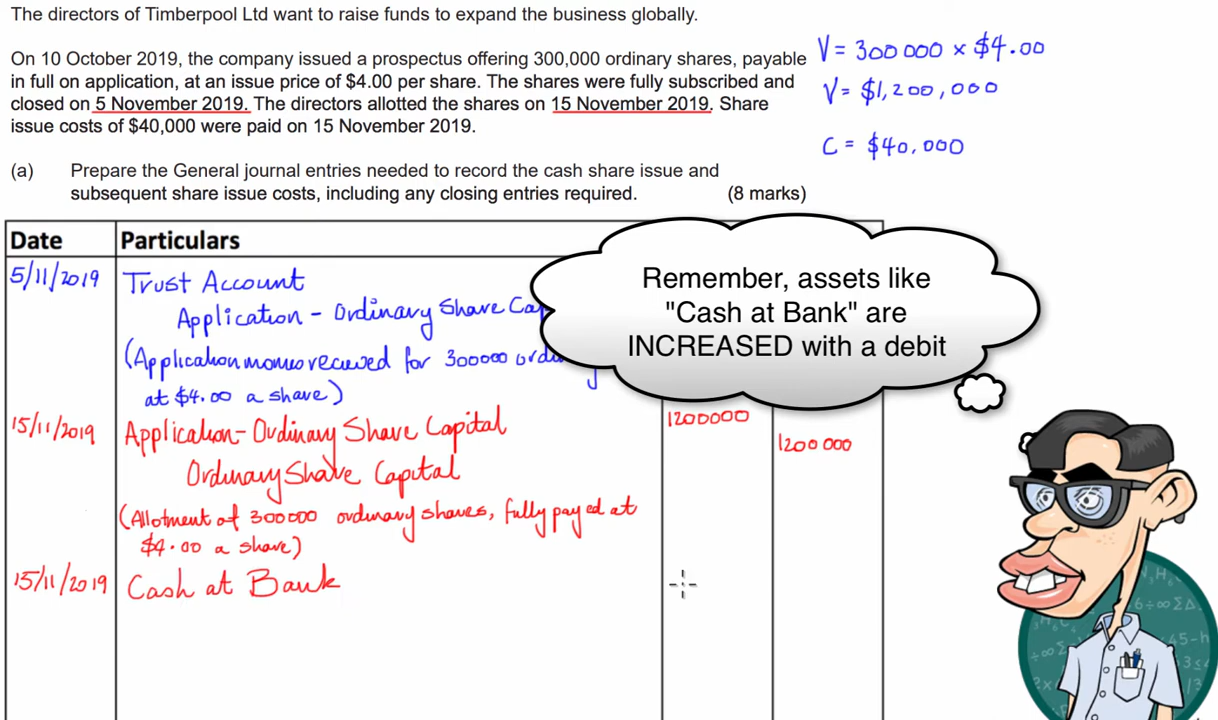 The directors of Timberpool Ltd want to raise funds to expand the business globally.
On 10 October 2019, the company issued a prospectus offering 300,000 ordinary shares, payable
in full on application, at an issue price of $4.00 per share. The shares were fully subscribed and
closed on 5 November 2019. The directors allotted the shares on 15 November 2019. Share
issue costs of $40,000 were paid on 15 November 2019.
V = 300 000 × $4.00
V = $1,200,000
C = $40,000
(a) Prepare the General journal entries needed to record the cash share issue and
subsequent share issue costs, including any closing entries required. (8 marks)
Date Particulars
Remember, assets like
"Cash at Bank" are
INCREASED with a debit
5/11/2019 Trust Account
Application - Ordinary Share Cap
(Application monies recieved for 300000 ord
at $4.00 a share)
15/11/2019 Application - Ordinary Share Capital 1200000
Ordinary Share Capital 1200 000
(Allotment of 300000 ordinary shares, fully payed at
$4.00 a share)
15/11/2019 Cash at Bank